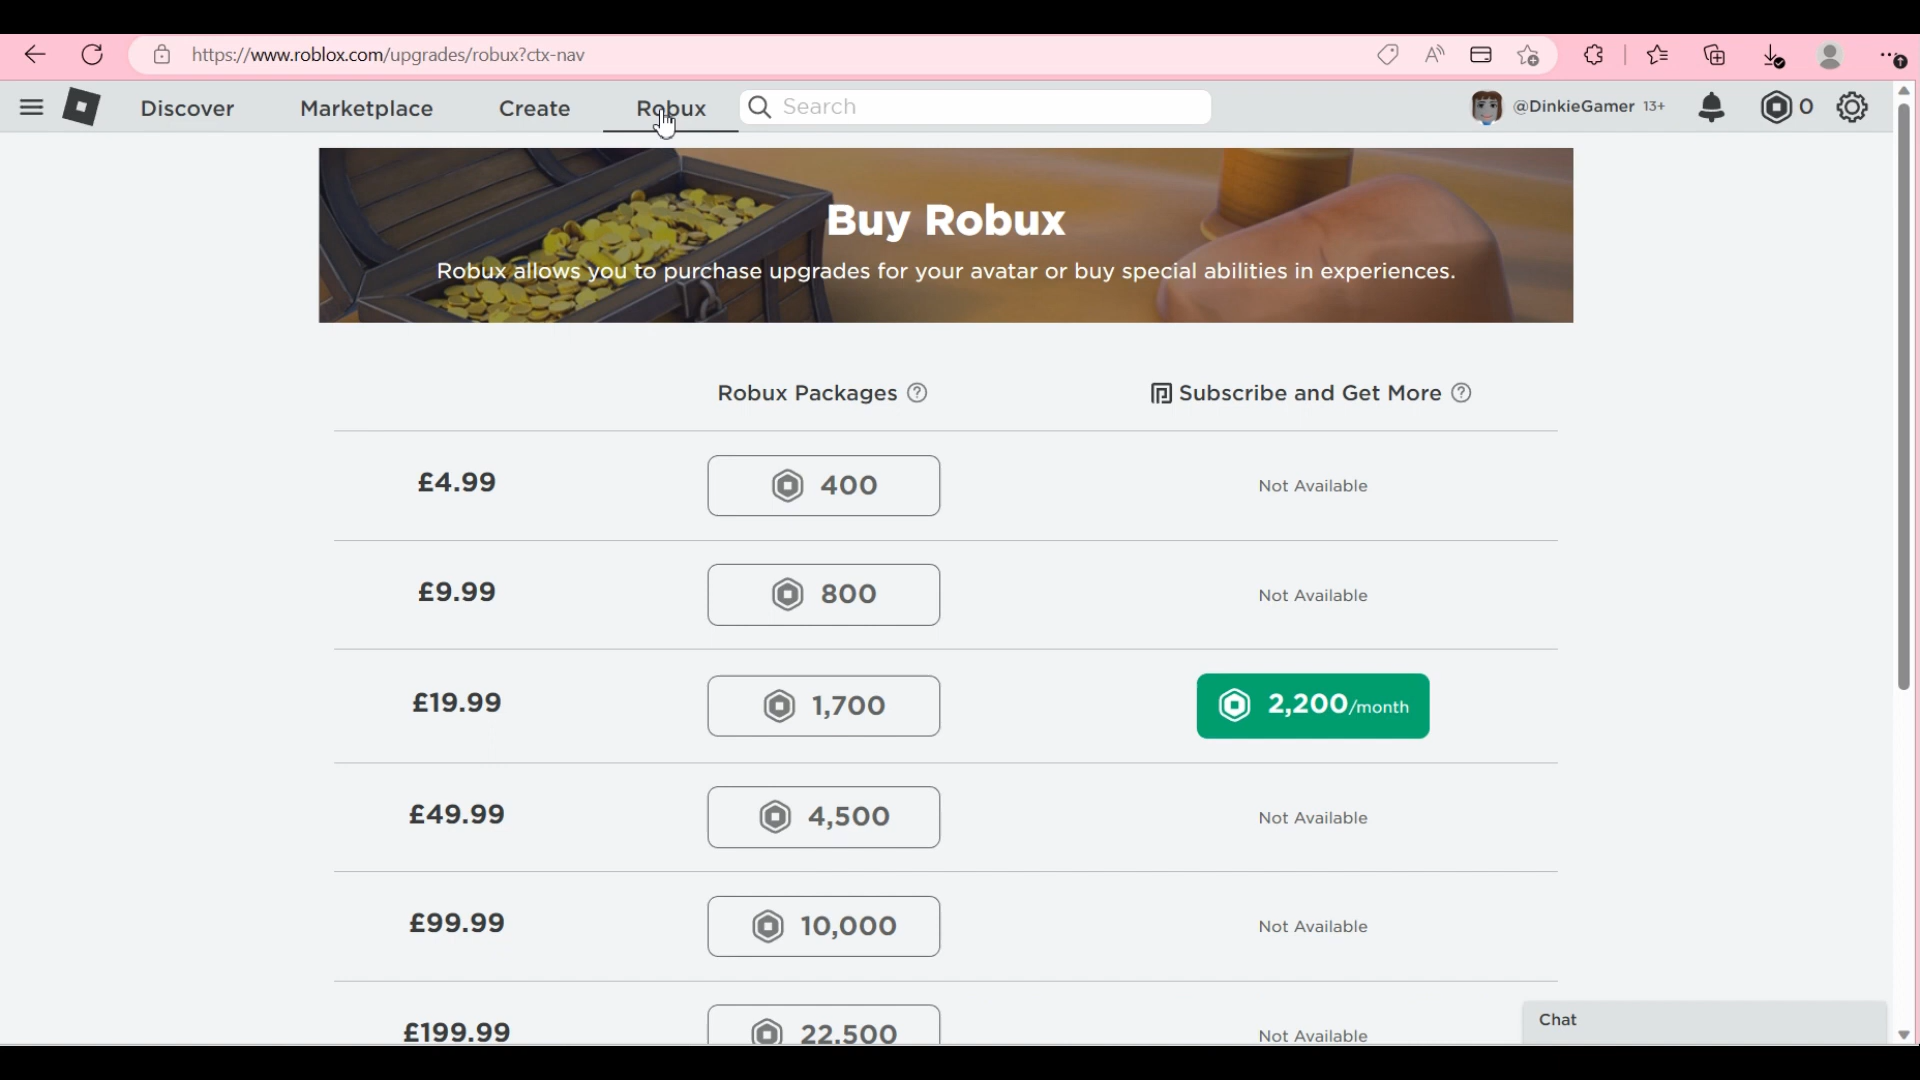 https://www.roblox.com/upgrades/robux?ctx-nav
Discover Marketplace Create Robux Search @DinkieGamer 13+ 0
Buy Robux
Robux allows you to purchase upgrades for your avatar or buy special abilities in experiences.
Robux Packages Subscribe and Get More
£4.99 400 Not Available
£9.99 800 Not Available
£19.99 1,700 2,200/month
£49.99 4,500 Not Available
£99.99 10,000 Not Available
£199.99 22,500 Not Available
Chat